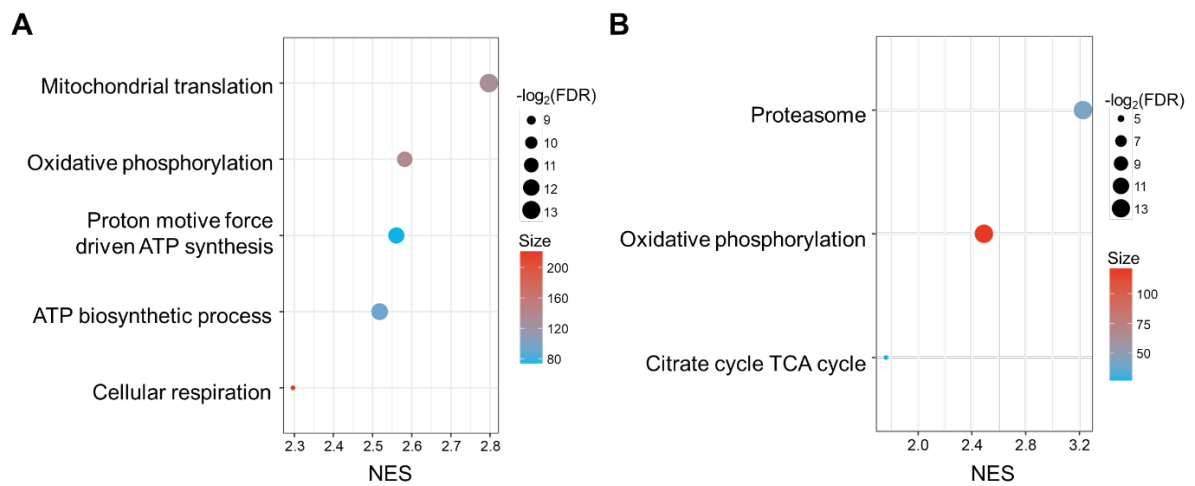 A
Mitochondrial translation
Oxidative phosphorylation
Proton motive force
driven ATP synthesis
ATP biosynthetic process
Cellular respiration
2.3 2.4 2.5 2.6 2.7 2.8
NES
-log₂(FDR)
9
10
11
12
13
Size
200
160
120
80
B
Proteasome
Oxidative phosphorylation
Citrate cycle TCA cycle
2.0 2.4 2.8 3.2
NES
-log₂(FDR)
5
7
9
11
13
Size
100
75
50